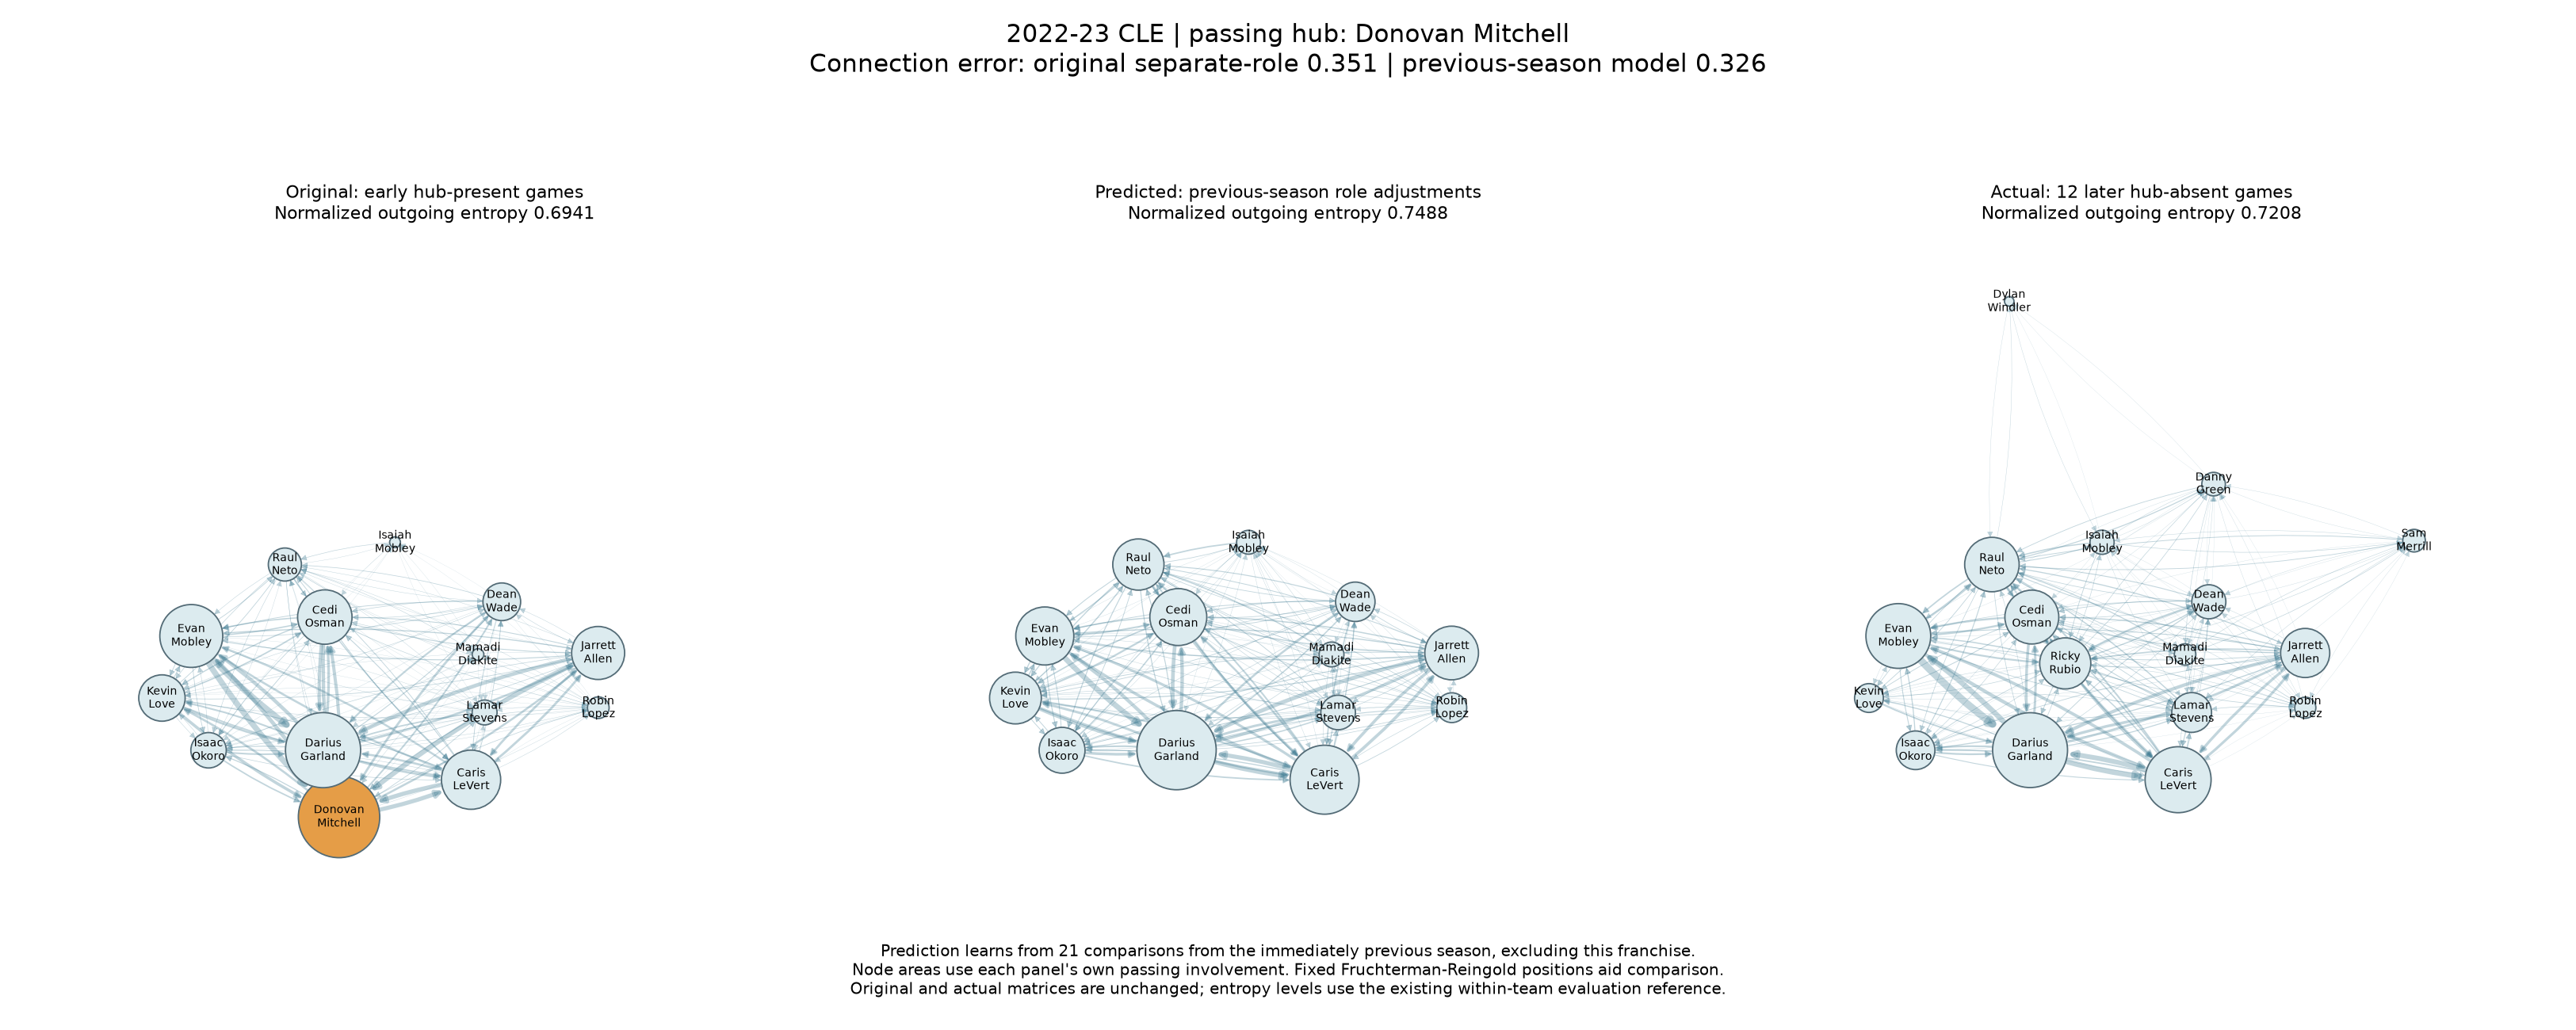 2022-23 CLE | passing hub: Donovan Mitchell
Connection error: original separate-role 0.351 | previous-season model 0.326
Original: early hub-present games
Normalized outgoing entropy 0.6941
Isaiah
Mobley
Raul
Neto
Dean
Wade
Cedi
Osman
Evan
Mobley
Mamadi
Diakite
Jarrett
Allen
Kevin
Love
Lamar
Stevens
Robin
Lopez
Isaac
Okoro
Darius
Garland
Caris
LeVert
Donovan
Mitchell
Predicted: previous-season role adjustments
Normalized outgoing entropy 0.7488
Isaiah
Mobley
Raul
Neto
Dean
Wade
Cedi
Osman
Evan
Mobley
Mamadi
Diakite
Jarrett
Allen
Kevin
Love
Lamar
Stevens
Robin
Lopez
Isaac
Okoro
Darius
Garland
Caris
LeVert
Actual: 12 later hub-absent games
Normalized outgoing entropy 0.7208
Dylan
Windler
Danny
Green
Isaiah
Mobley
Sam
Merrill
Raul
Neto
Dean
Wade
Cedi
Osman
Evan
Mobley
Ricky
Rubio
Mamadi
Diakite
Jarrett
Allen
Kevin
Love
Lamar
Stevens
Robin
Lopez
Isaac
Okoro
Darius
Garland
Caris
LeVert
Prediction learns from 21 comparisons from the immediately previous season, excluding this franchise.
Node areas use each panel's own passing involvement. Fixed Fruchterman-Reingold positions aid comparison.
Original and actual matrices are unchanged; entropy levels use the existing within-team evaluation reference.